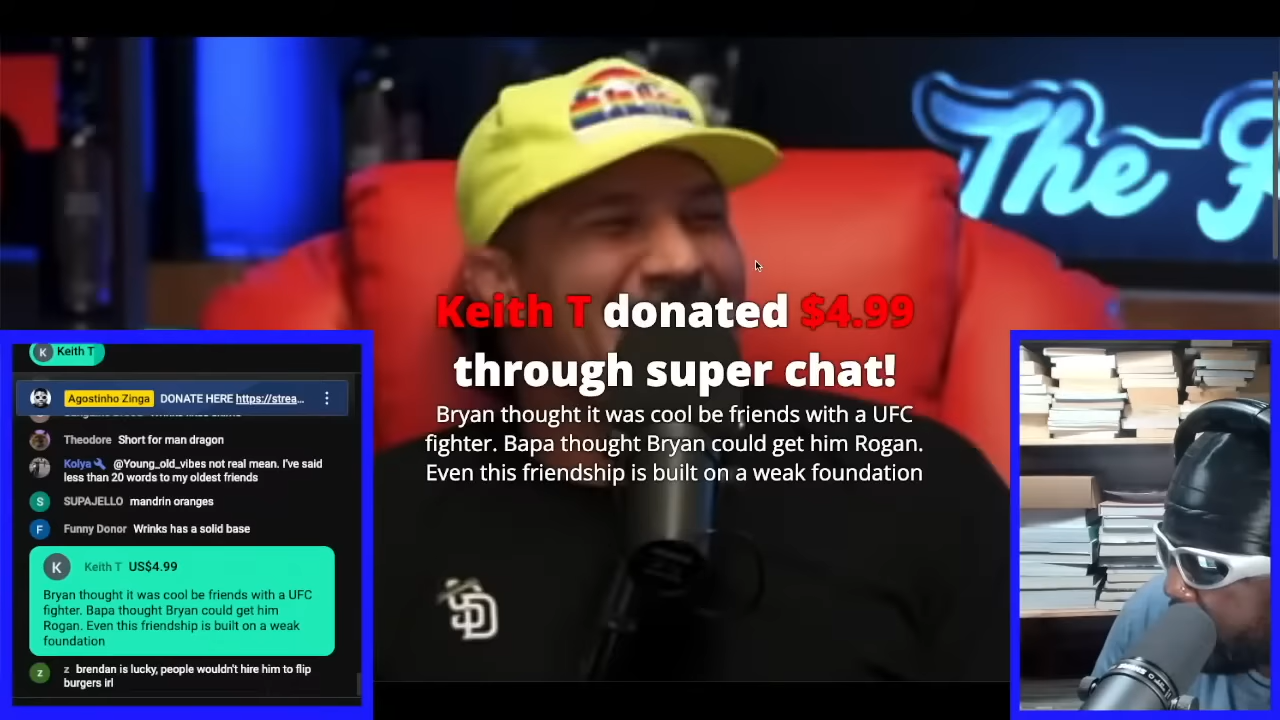 The
Keith T donated $4.99
through super chat!
Bryan thought it was cool be friends with a UFC
fighter. Bapa thought Bryan could get him Rogan.
Even this friendship is built on a weak foundation
SD
K Keith T
Agostinho Zinga DONATE HERE https://strea...
Theodore Short for man dragon
Kolya @Young_old_vibes not real mean. I've said
less than 20 words to my oldest friends
S SUPAJELLO mandrin oranges
F Funny Donor Wrinks has a solid base
K Keith T US$4.99
Bryan thought it was cool be friends with a UFC
fighter. Bapa thought Bryan could get him
Rogan. Even this friendship is built on a weak
foundation
z z brendan is lucky, people wouldn't hire him to flip
burgers irl